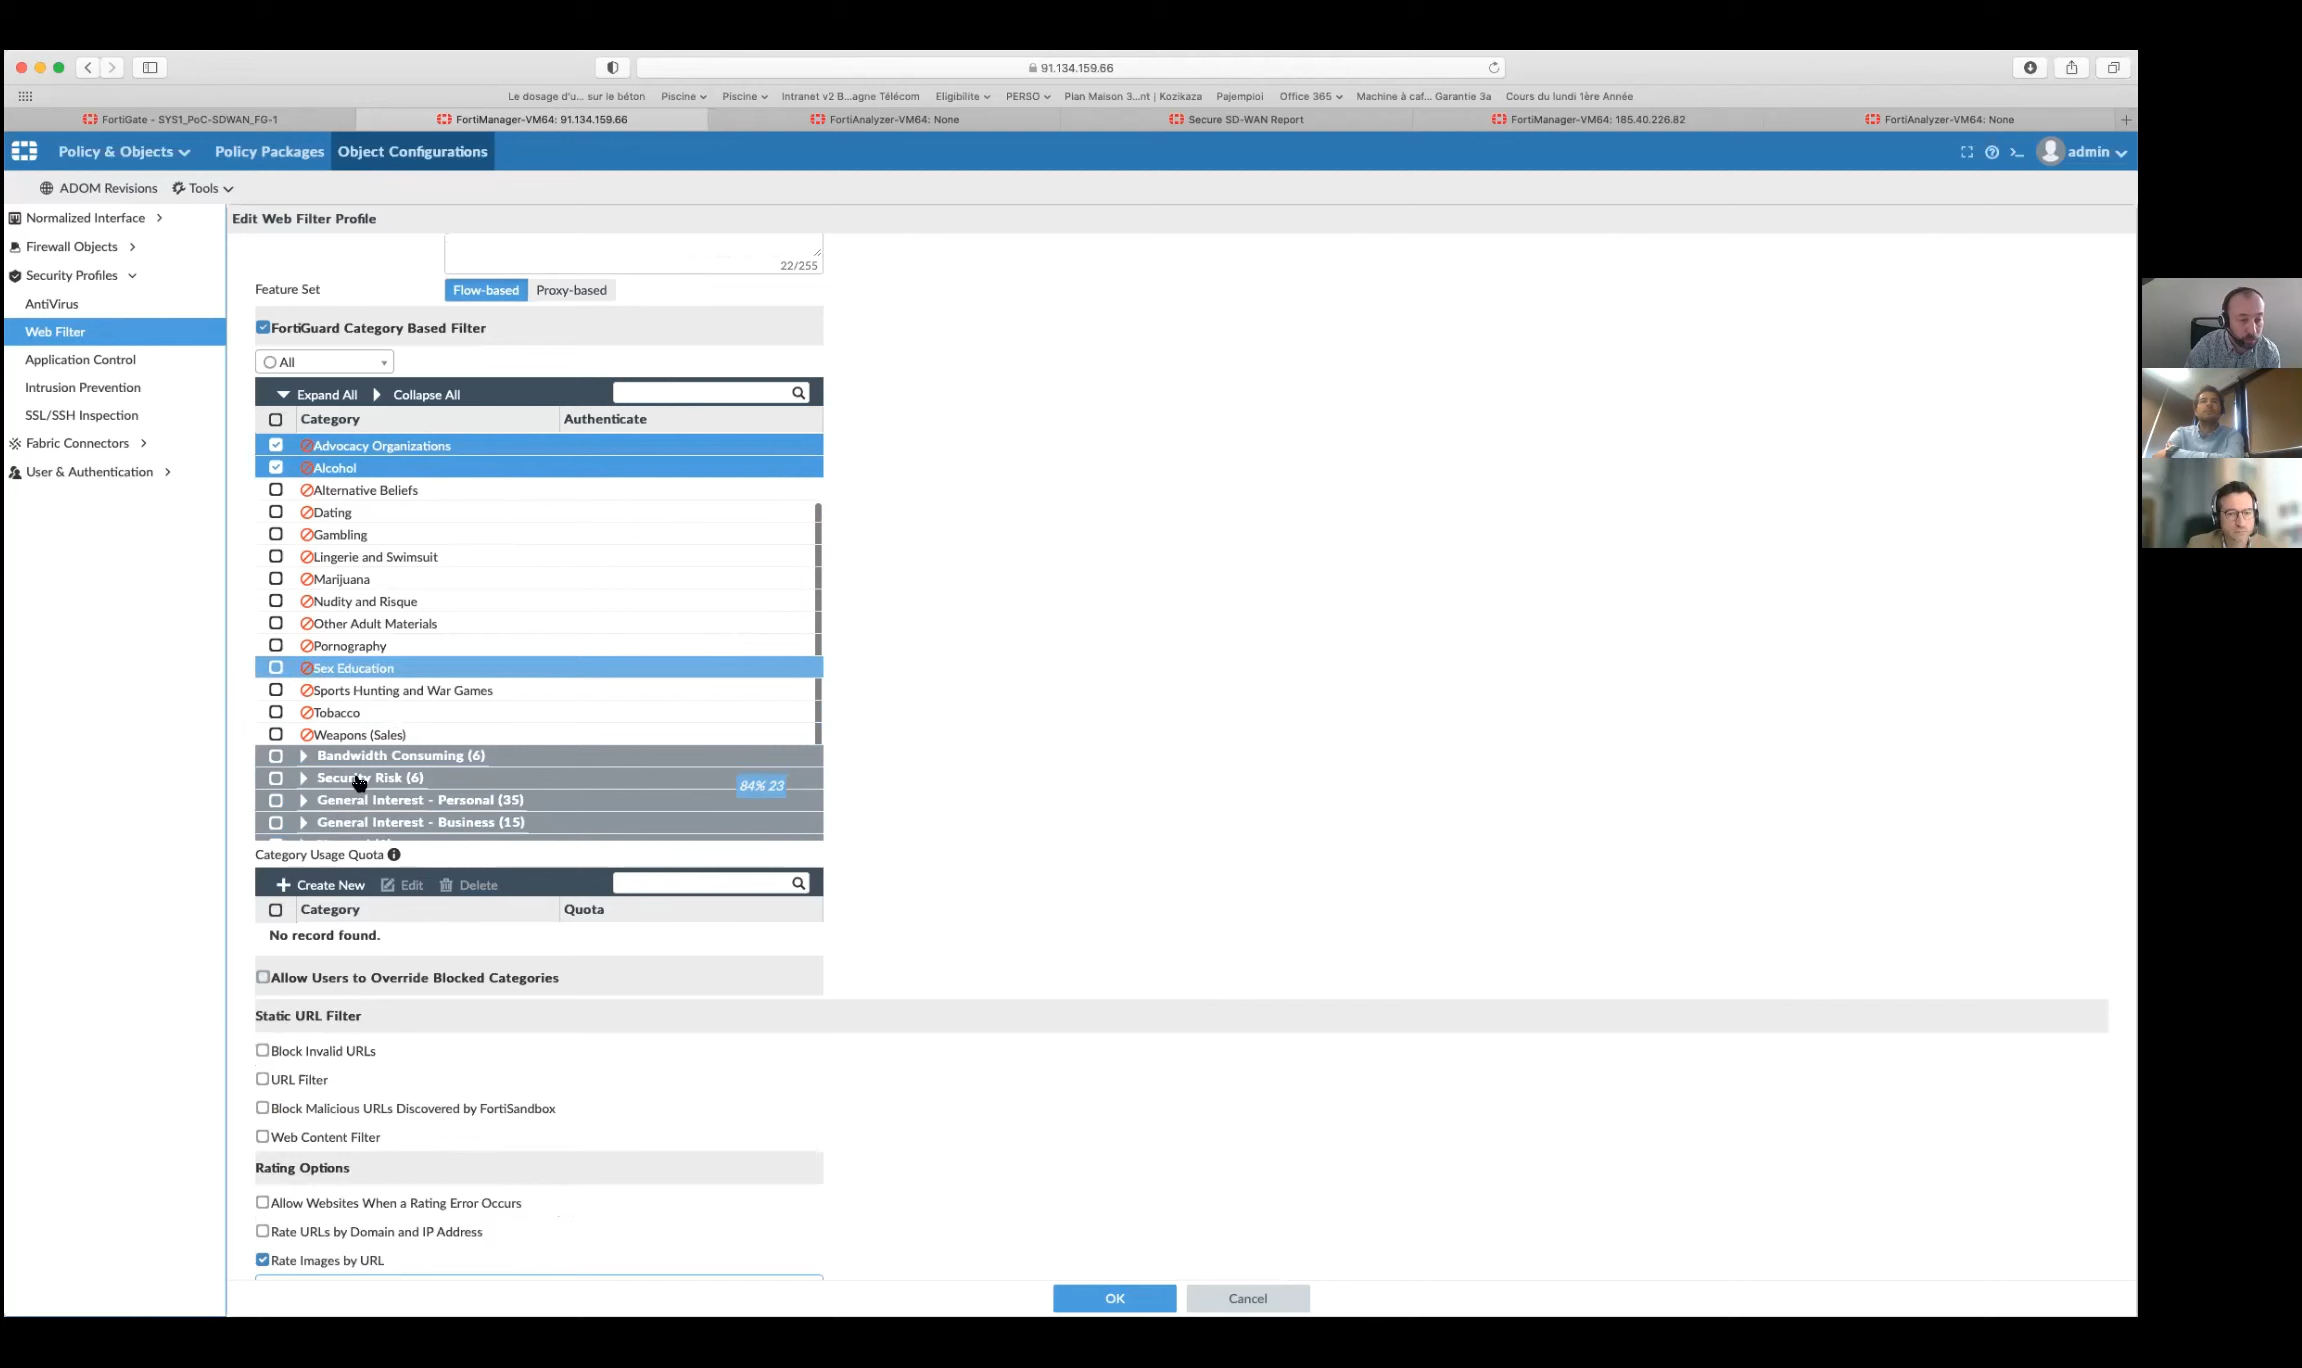 91.134.159.66
Le dosage d'u... sur le béton Piscine Piscine Intranet v2 B...agne Télécom Eligibilite PERSO Plan Maison 3...nt | Kozikaza Pajempioi Office 365 Machine à caf... Garantie 3a Cours du lundi 1ère Année
FortiGate - SYS1_PoC-SDWAN_FG-1 FortiManager-VM64: 91.134.159.66 FortiAnalyzer-VM64: None Secure SD-WAN Report FortiManager-VM64: 185.40.226.82 FortiAnalyzer-VM64: None
Policy & Objects Policy Packages Object Configurations admin
ADOM Revisions Tools
Normalized Interface
Firewall Objects
Security Profiles
AntiVirus
Web Filter
Application Control
Intrusion Prevention
SSL/SSH Inspection
Fabric Connectors
User & Authentication
Edit Web Filter Profile
22/255
Feature Set Flow-based Proxy-based
FortiGuard Category Based Filter
All
Expand All Collapse All
Category Authenticate
Advocacy Organizations
Alcohol
Alternative Beliefs
Dating
Gambling
Lingerie and Swimsuit
Marijuana
Nudity and Risque
Other Adult Materials
Pornography
Sex Education
Sports Hunting and War Games
Tobacco
Weapons (Sales)
Bandwidth Consuming (6)
Security Risk (6)
84% 23
General Interest - Personal (35)
General Interest - Business (15)
Category Usage Quota
Create New Edit Delete
Category Quota
No record found.
Allow Users to Override Blocked Categories
Static URL Filter
Block Invalid URLs
URL Filter
Block Malicious URLs Discovered by FortiSandbox
Web Content Filter
Rating Options
Allow Websites When a Rating Error Occurs
Rate URLs by Domain and IP Address
Rate Images by URL
OK Cancel